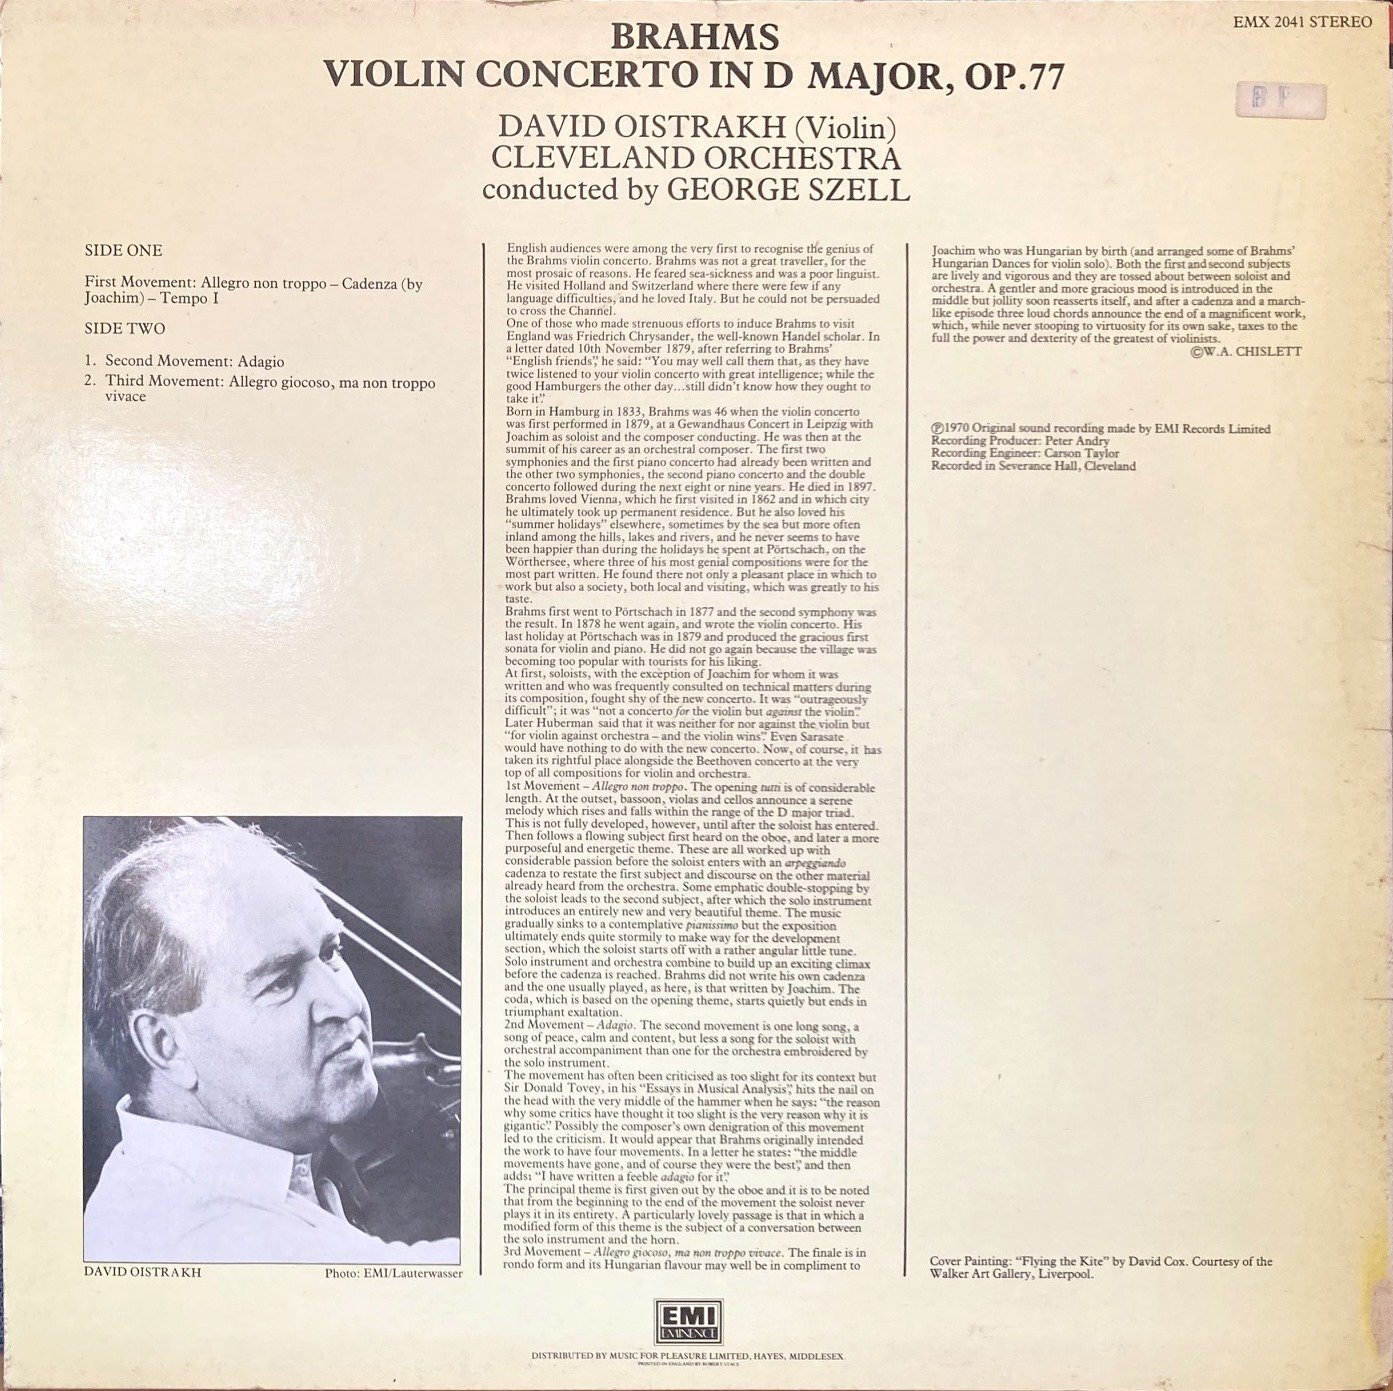 EMX 2041 STEREO
BRAHMS
VIOLIN CONCERTO IN D MAJOR, OP.77
B F
DAVID OISTRAKH (Violin)
CLEVELAND ORCHESTRA
conducted by GEORGE SZELL
SIDE ONE
First Movement: Allegro non troppo – Cadenza (by
Joachim) – Tempo I
SIDE TWO
1. Second Movement: Adagio
2. Third Movement: Allegro giocoso, ma non troppo
vivace
DAVID OISTRAKH
Photo: EMI/Lauterwasser
English audiences were among the very first to recognise the genius of
the Brahms violin concerto. Brahms was not a great traveller, for the
most prosaic of reasons. He feared sea-sickness and was a poor linguist.
He visited Holland and Switzerland where there were few if any
language difficulties, and he loved Italy. But he could not be persuaded
to cross the Channel.
One of those who made strenuous efforts to induce Brahms to visit
England was Friedrich Chrysander, the well-known Handel scholar. In
a letter dated 10th November 1879, after referring to Brahms'
“English friends”, he said: “You may well call them that, as they have
twice listened to your violin concerto with great intelligence; while the
good Hamburgers the other day...still didn't know how they ought to
take it”.
Born in Hamburg in 1833, Brahms was 46 when the violin concerto
was first performed in 1879, at a Gewandhaus Concert in Leipzig with
Joachim as soloist and the composer conducting. He was then at the
summit of his career as an orchestral composer. The first two
symphonies and the first piano concerto had already been written and
the other two symphonies, the second piano concerto and the double
concerto followed during the next eight or nine years. He died in 1897.
Brahms loved Vienna, which he first visited in 1862 and in which city
he ultimately took up permanent residence. But he also loved his
“summer holidays” elsewhere, sometimes by the sea but more often
inland among the hills, lakes and rivers, and he never seems to have
been happier than during the holidays he spent at Pörtschach, on the
Wörthersee, where three of his most genial compositions were for the
most part written. He found there not only a pleasant place in which to
work but also a society, both local and visiting, which was greatly to his
taste.
Brahms first went to Pörtschach in 1877 and the second symphony was
the result. In 1878 he went again, and wrote the violin concerto. His
last holiday at Pörtschach was in 1879 and produced the gracious first
sonata for violin and piano. He did not go again because the village was
becoming too popular with tourists for his liking.
At first, soloists, with the exception of Joachim for whom it was
written and who was frequently consulted on technical matters during
its composition, fought shy of the new concerto. It was “outrageously
difficult”; it was “not a concerto for the violin but against the violin”.
Later Huberman said that it was neither for nor against the violin but
“for violin against orchestra – and the violin wins”. Even Sarasate
would have nothing to do with the new concerto. Now, of course, it has
taken its rightful place alongside the Beethoven concerto at the very
top of all compositions for violin and orchestra.
1st Movement – Allegro non troppo. The opening tutti is of considerable
length. At the outset, bassoon, violas and cellos announce a serene
melody which rises and falls within the range of the D major triad.
This is not fully developed, however, until after the soloist has entered.
Then follows a flowing subject first heard on the oboe, and later a more
purposeful and energetic theme. These are all worked up with
considerable passion before the soloist enters with an arpeggiando
cadenza to restate the first subject and discourse on the other material
already heard from the orchestra. Some emphatic double-stopping by
the soloist leads to the second subject, after which the solo instrument
introduces an entirely new and very beautiful theme. The music
gradually sinks to a contemplative pianissimo but the exposition
ultimately ends quite stormily to make way for the development
section, which the soloist starts off with a rather angular little tune.
Solo instrument and orchestra combine to build up an exciting climax
before the cadenza is reached. Brahms did not write his own cadenza
and the one usually played, as here, is that written by Joachim. The
coda, which is based on the opening theme, starts quietly but ends in
triumphant exaltation.
2nd Movement – Adagio. The second movement is one long song, a
song of peace, calm and content, but less a song for the soloist with
orchestral accompaniment than one for the orchestra embroidered by
the solo instrument.
The movement has often been criticised as too slight for its context but
Sir Donald Tovey, in his “Essays in Musical Analysis”, hits the nail on
the head with the very middle of the hammer when he says: “the reason
why some critics have thought it too slight is the very reason why it is
gigantic”. Possibly the composer's own denigration of this movement
led to the criticism. It would appear that Brahms originally intended
the work to have four movements. In a letter he states: “the middle
movements have gone, and of course they were the best”, and then
adds: “I have written a feeble adagio for it”.
The principal theme is first given out by the oboe and it is to be noted
that from the beginning to the end of the movement the soloist never
plays it in its entirety. A particularly lovely passage is that in which a
modified form of this theme is the subject of a conversation between
the solo instrument and the horn.
3rd Movement – Allegro giocoso, ma non troppo vivace. The finale is in
rondo form and its Hungarian flavour may well be in compliment to
Joachim who was Hungarian by birth (and arranged some of Brahms'
Hungarian Dances for violin solo). Both the first and second subjects
are lively and vigorous and they are tossed about between soloist and
orchestra. A gentler and more gracious mood is introduced in the
middle but jollity soon reasserts itself, and after a cadenza and a march-
like episode three loud chords announce the end of a magnificent work,
which, while never stooping to virtuosity for its own sake, taxes to the
full the power and dexterity of the greatest of violinists.
©W.A. CHISLETT
℗1970 Original sound recording made by EMI Records Limited
Recording Producer: Peter Andry
Recording Engineer: Carson Taylor
Recorded in Severance Hall, Cleveland
Cover Painting: “Flying the Kite” by David Cox. Courtesy of the
Walker Art Gallery, Liverpool.
EMI
EMINENCE
DISTRIBUTED BY MUSIC FOR PLEASURE LIMITED, HAYES, MIDDLESEX
PRINTED IN ENGLAND BY ROBERT STACE